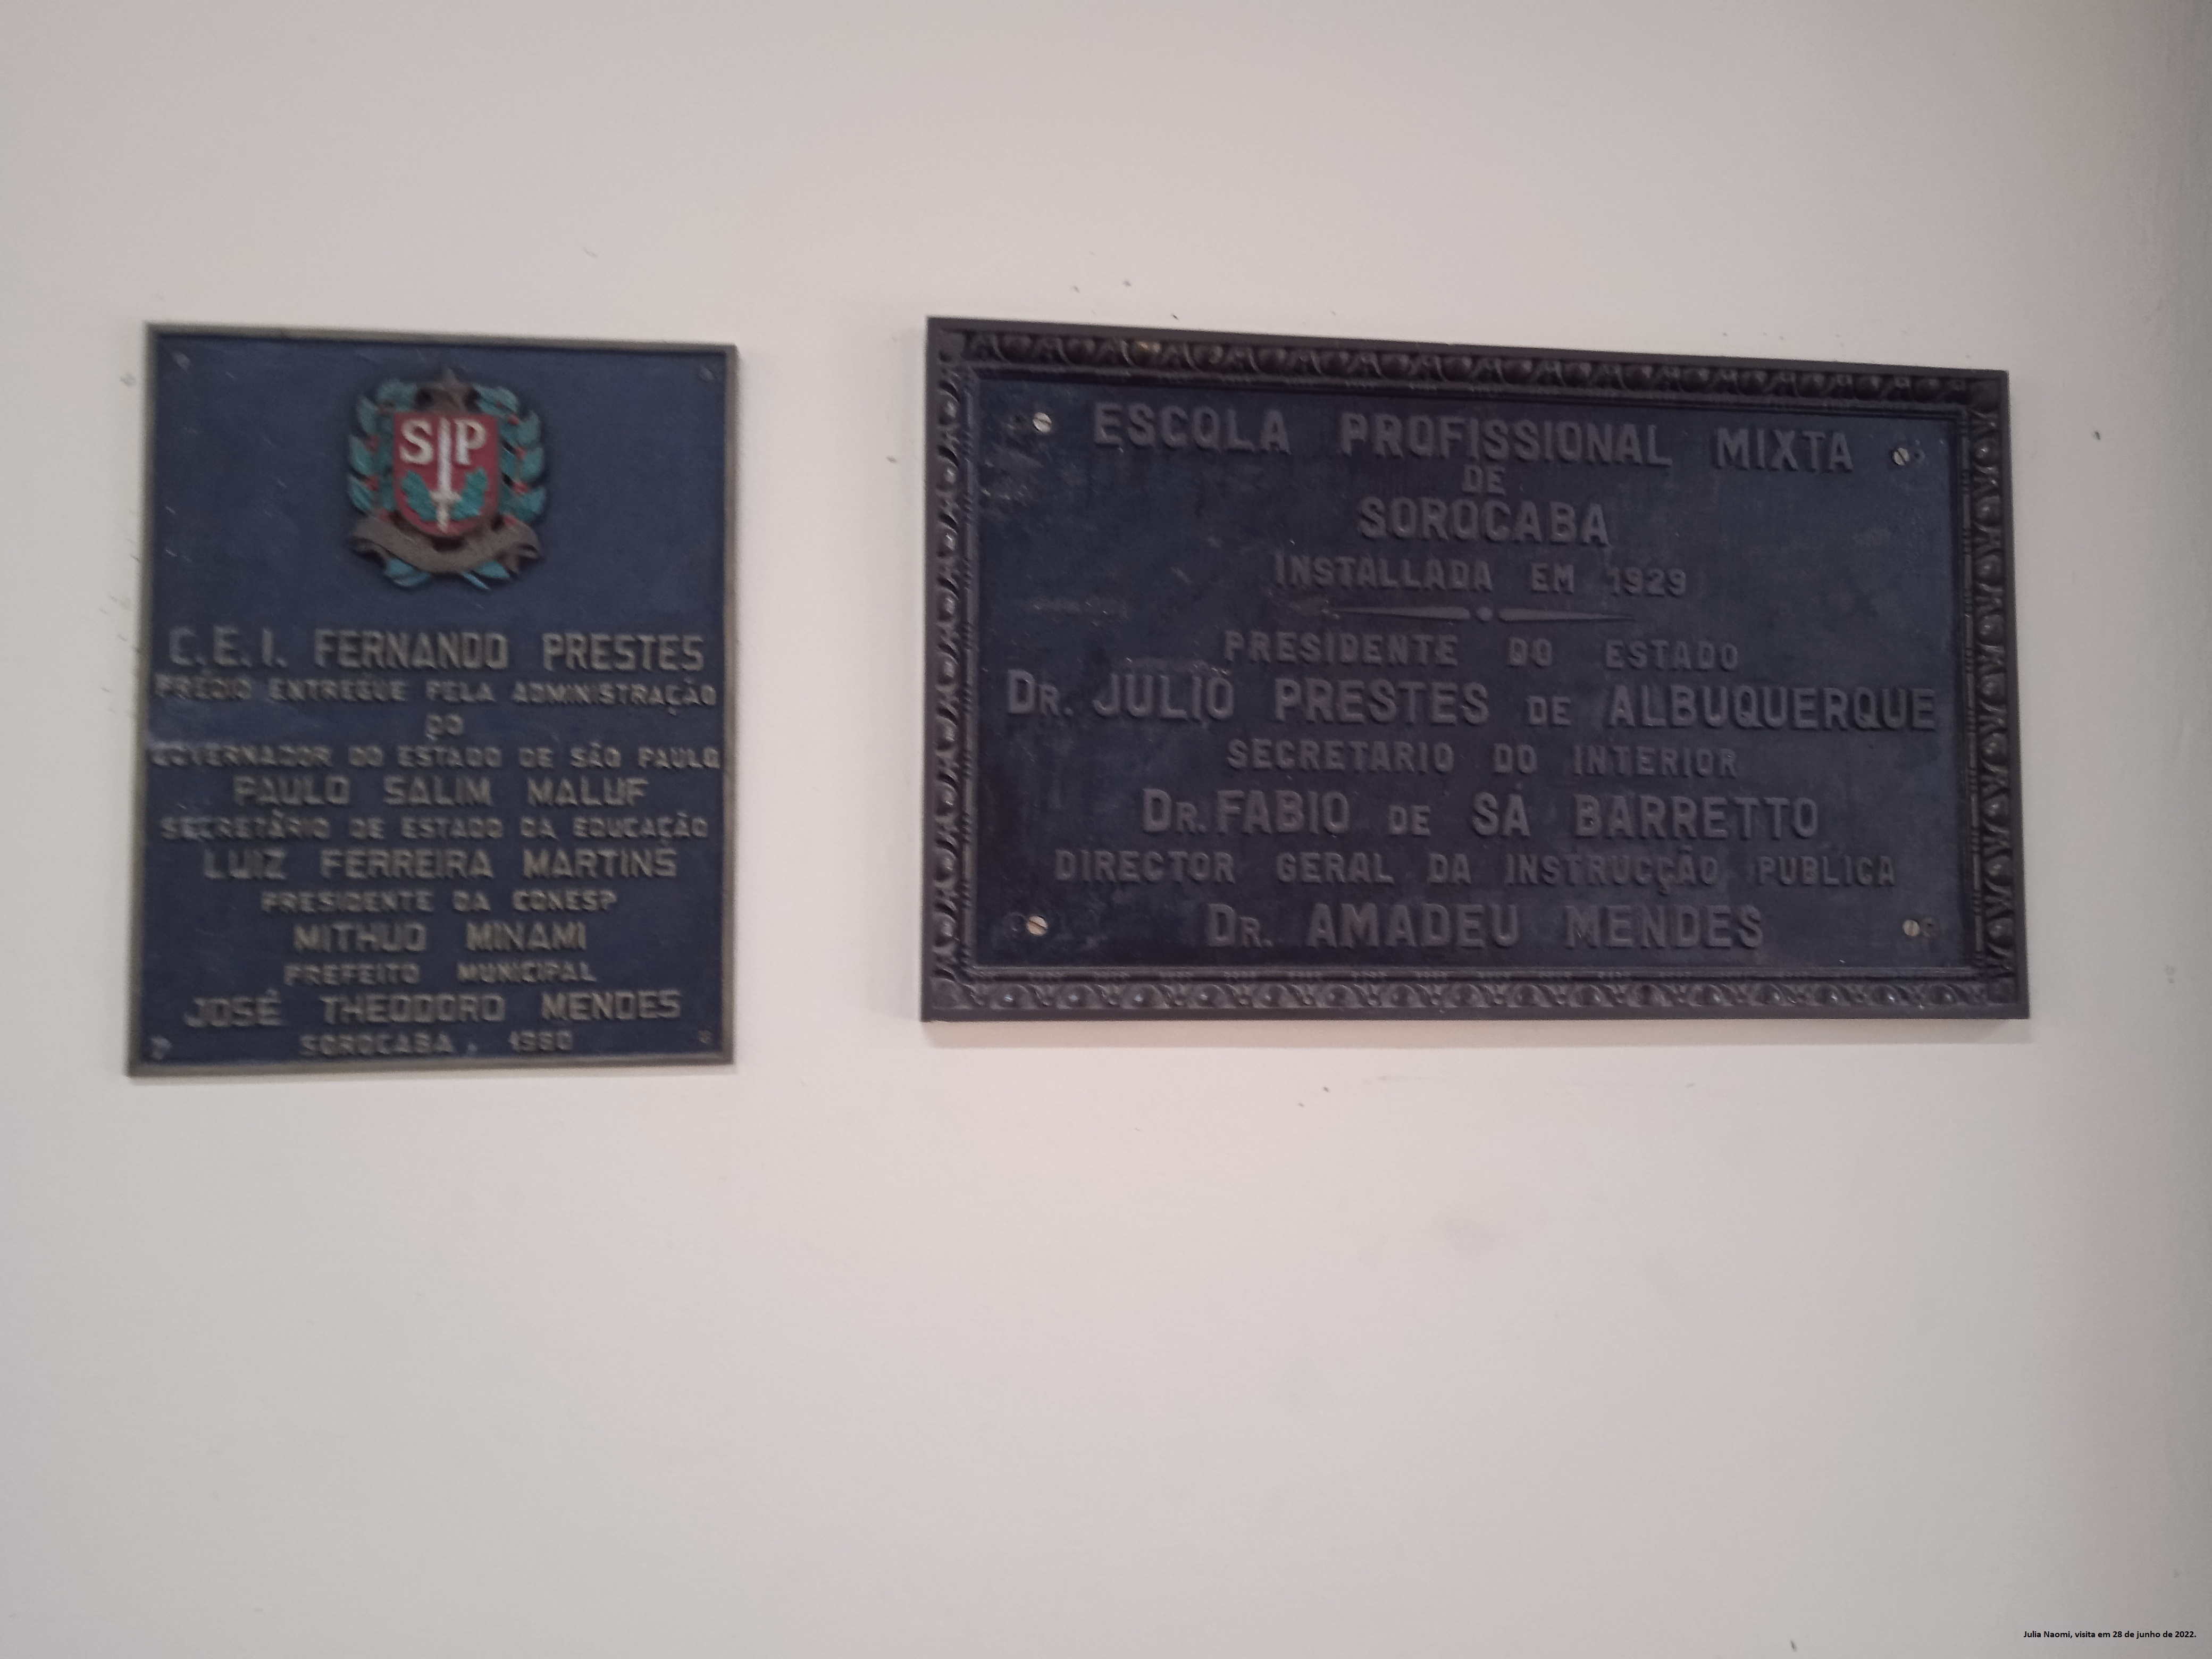 SP
C.E.I. FERNANDO PRESTES
PRÉDIO ENTREGUE PELA ADMINISTRAÇÃO
DO
GOVERNADOR DO ESTADO DE SÃO PAULO
PAULO SALIM MALUF
SECRETÁRIO DE ESTADO DA EDUCAÇÃO
LUIZ FERREIRA MARTINS
PRESIDENTE DA CONESP
MITHUO MINAMI
PREFEITO MUNICIPAL
JOSÉ THEODORO MENDES
SOROCABA, 1980
ESCOLA PROFISSIONAL MIXTA
DE
SOROCABA
INSTALLADA EM 1929
PRESIDENTE DO ESTADO
DR. JULIO PRESTES DE ALBUQUERQUE
SECRETARIO DO INTERIOR
DR. FABIO DE SÁ BARRETTO
DIRECTOR GERAL DA INSTRUCÇÃO PUBLICA
DR. AMADEU MENDES
Julia Naomi, visita em 28 de junho de 2022.